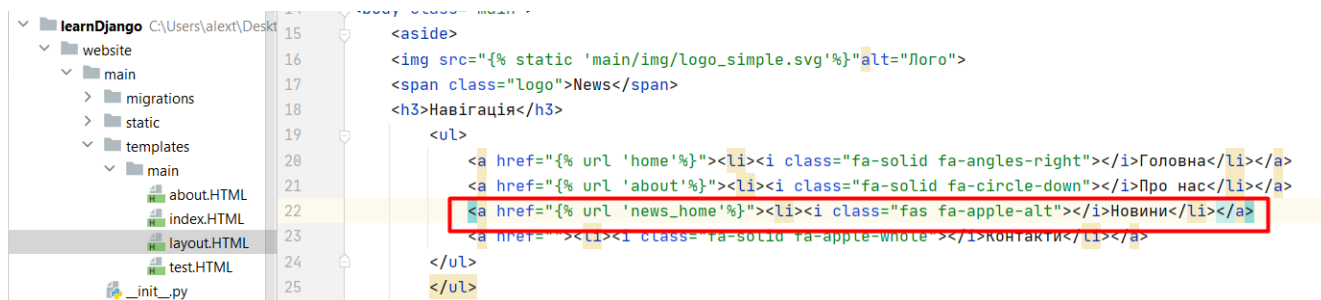 learnDjango C:\Users\alext\Deskt
website
main
migrations
static
templates
main
about.HTML
index.HTML
layout.HTML
test.HTML
__init__.py
15 <aside>
16 <img src="{% static 'main/img/logo_simple.svg'%}"alt="Лого">
17 <span class="logo">News</span>
18 <h3>Навігація</h3>
19 <ul>
20 <a href="{% url 'home'%}"><li><i class="fa-solid fa-angles-right"></i>Головна</li></a>
21 <a href="{% url 'about'%}"><li><i class="fa-solid fa-circle-down"></i>Про нас</li></a>
22 <a href="{% url 'news_home'%}"><li><i class="fas fa-apple-alt"></i>Новини</li></a>
23 <a href=""><li><i class="fa-solid fa-apple-whole"></i>Контакти</li></a>
24 </ul>
25 </ul>